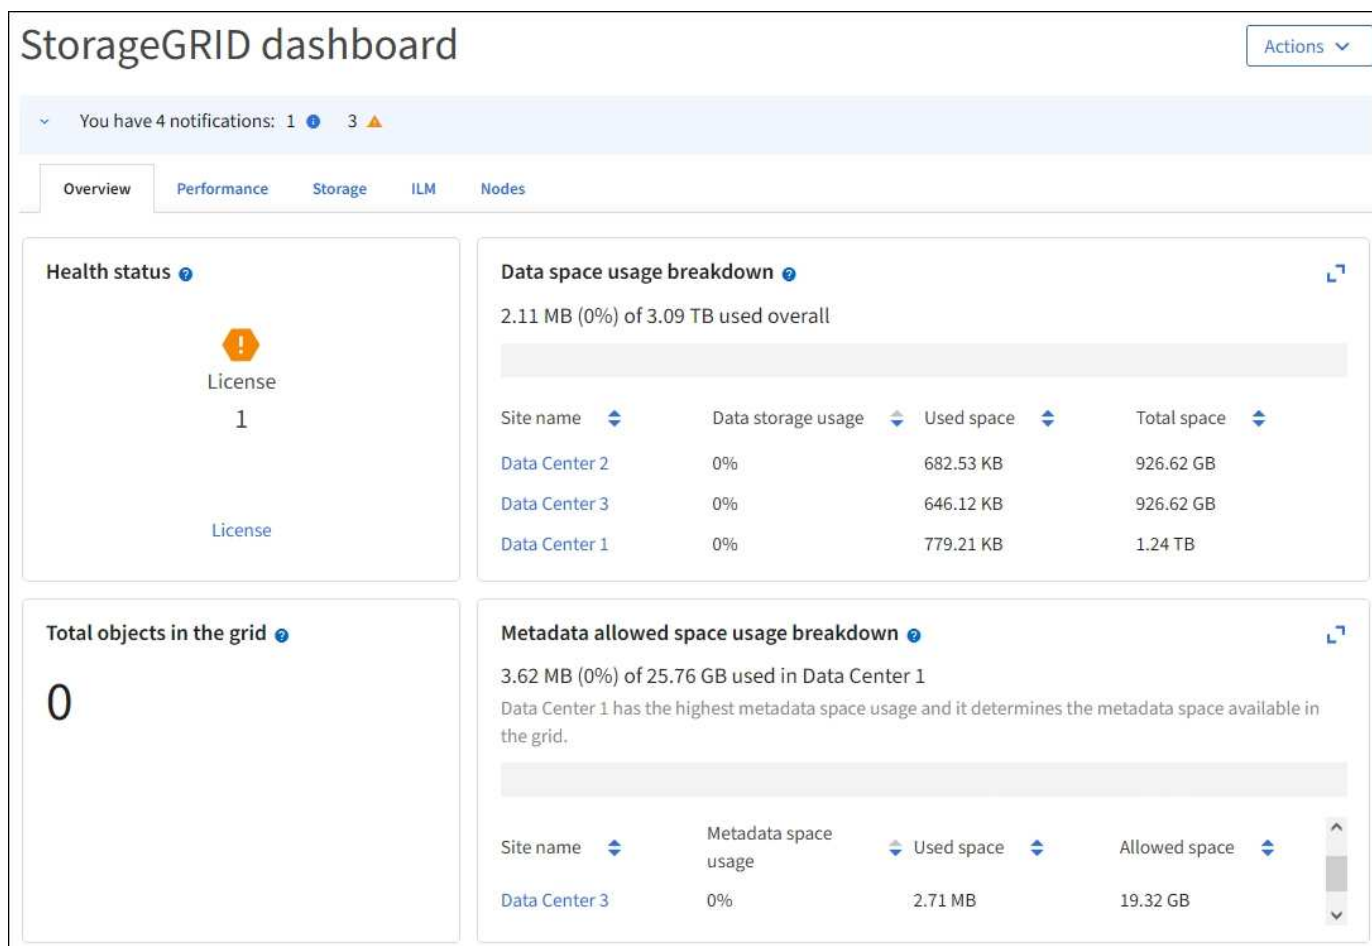 StorageGRID dashboard
Actions
You have 4 notifications: 1 3
Overview Performance Storage ILM Nodes
Health status
License
1
License
Data space usage breakdown
2.11 MB (0%) of 3.09 TB used overall
Site name Data storage usage Used space Total space
Data Center 2 0% 682.53 KB 926.62 GB
Data Center 3 0% 646.12 KB 926.62 GB
Data Center 1 0% 779.21 KB 1.24 TB
Total objects in the grid
0
Metadata allowed space usage breakdown
3.62 MB (0%) of 25.76 GB used in Data Center 1
Data Center 1 has the highest metadata space usage and it determines the metadata space available in
the grid.
Site name Metadata space usage Used space Allowed space
Data Center 3 0% 2.71 MB 19.32 GB